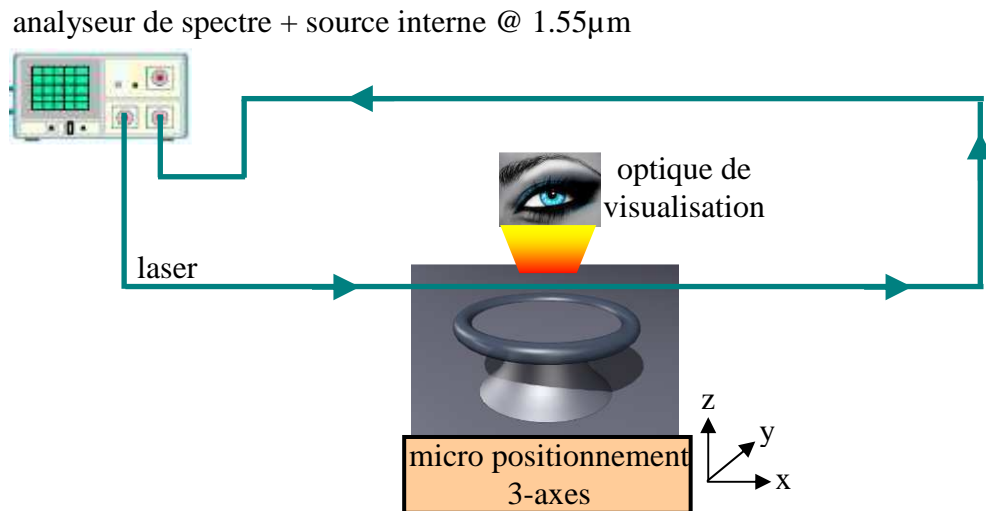 analyseur de spectre + source interne @ 1.55µm
optique de
visualisation
laser
z
y
x
micro positionnement
3-axes